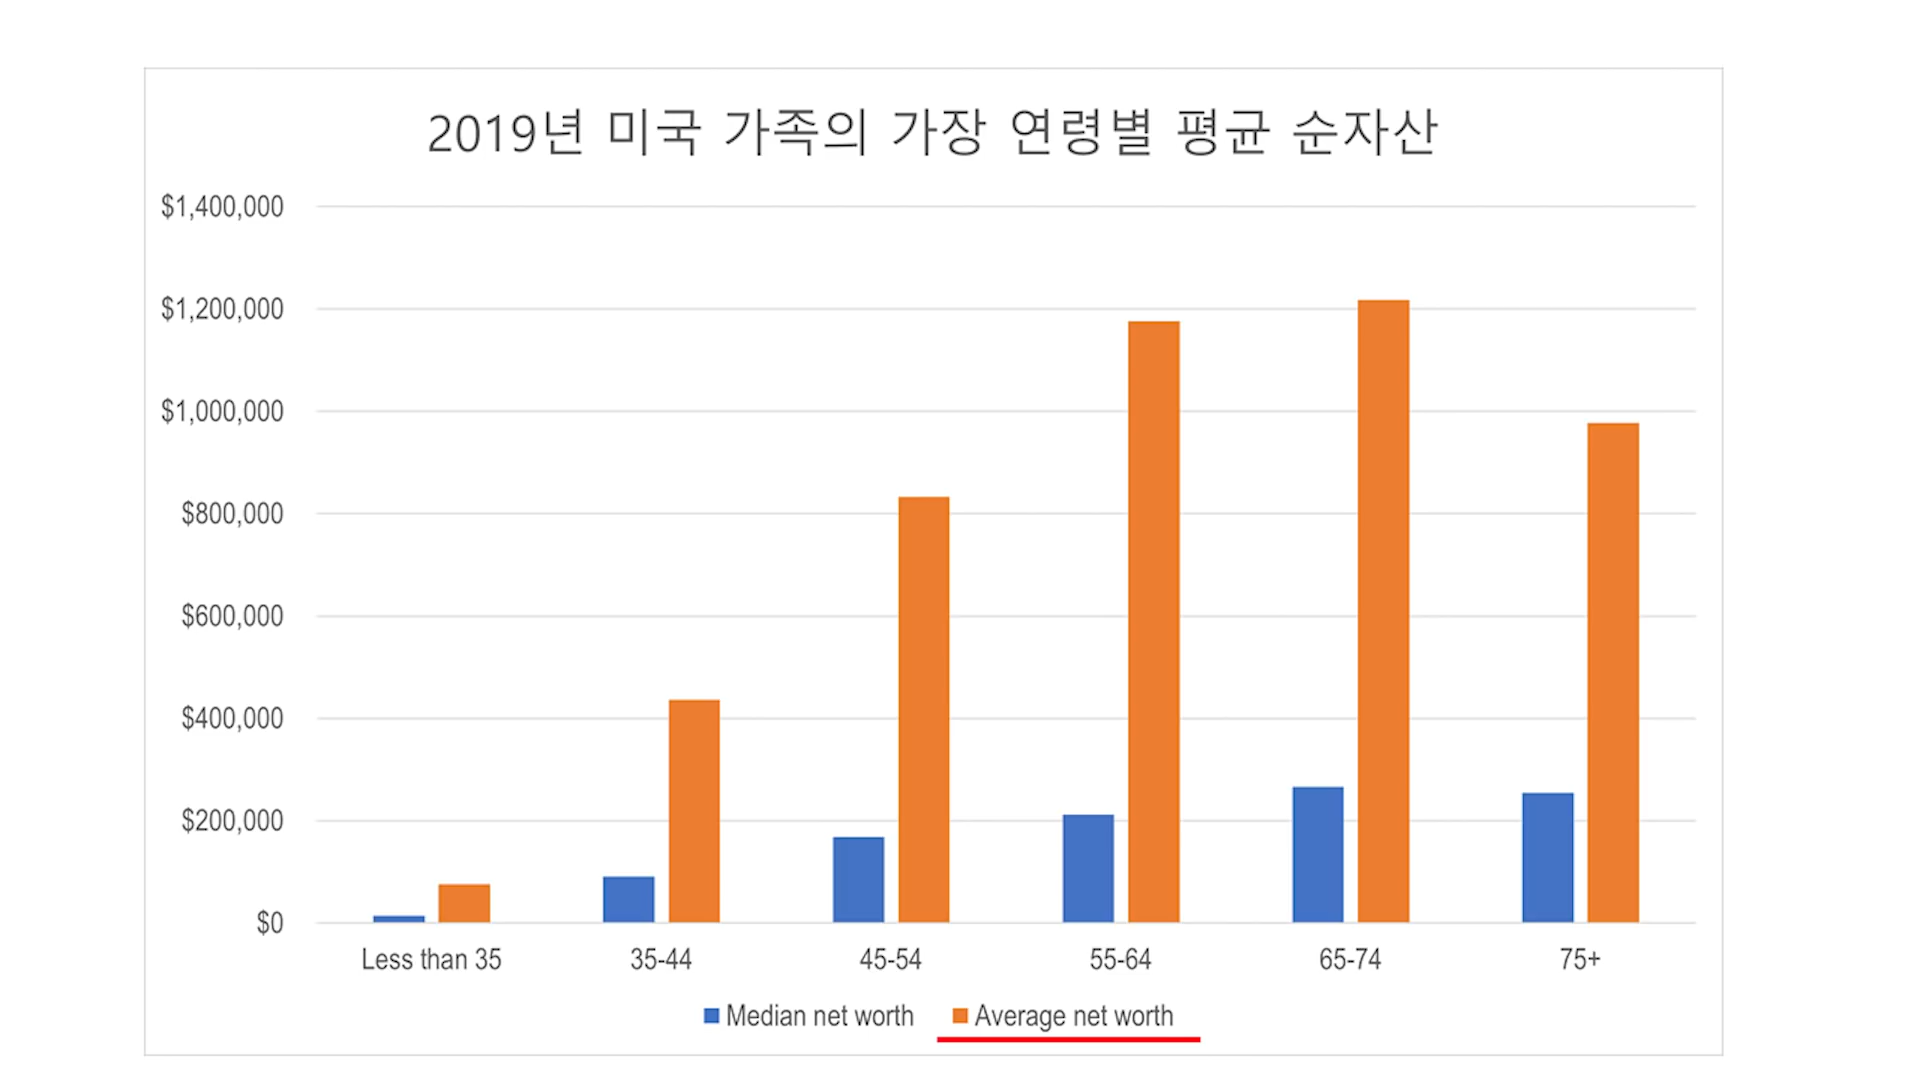 2019년 미국 가족의 가장 연령별 평균 순자산
$1,400,000
$1,200,000
$1,000,000
$800,000
$600,000
$400,000
$200,000
$0
Less than 35 35-44 45-54 55-64 65-74 75+
Median net worth Average net worth